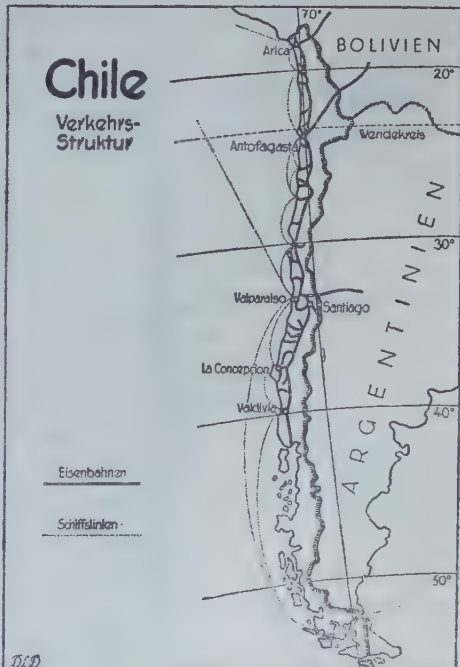 70°
BOLIVIEN
Arica
20°
Chile
Verkehrs-
Struktur
Antofagasta
Wendekreis
ARGENTINIEN
30°
Valparaiso
Santiago
La Concepcion
Valdivia
40°
Eisenbahnen
Schiffslinien
50°